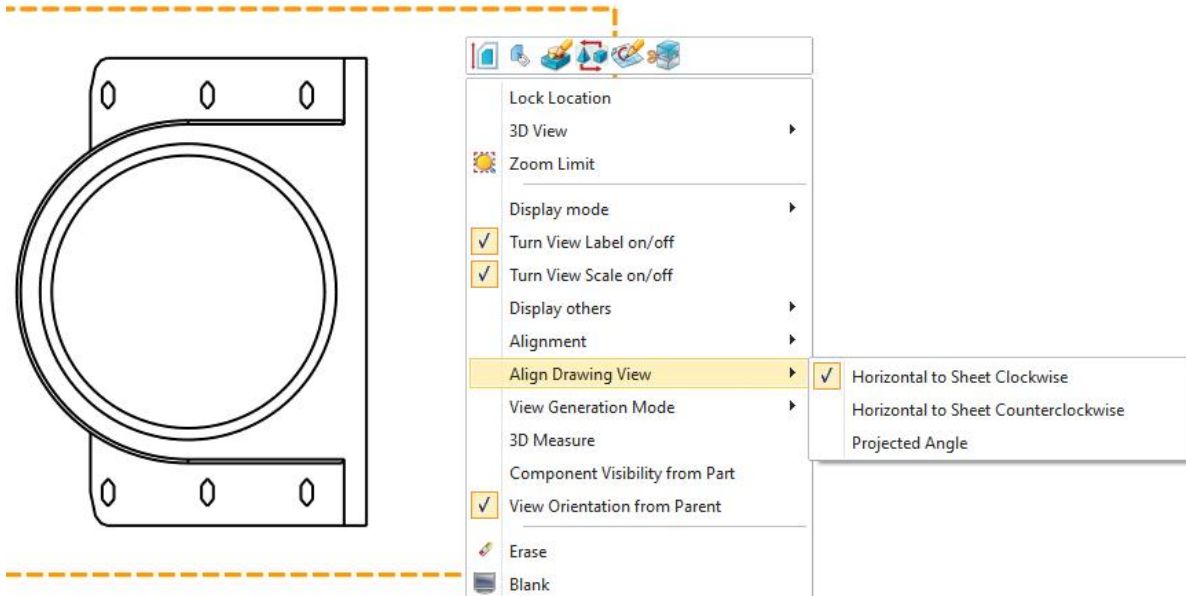 Lock Location
3D View
Zoom Limit
Display mode
Turn View Label on/off
Turn View Scale on/off
Display others
Alignment
Align Drawing View
Horizontal to Sheet Clockwise
View Generation Mode
Horizontal to Sheet Counterclockwise
3D Measure
Projected Angle
Component Visibility from Part
View Orientation from Parent
Erase
Blank